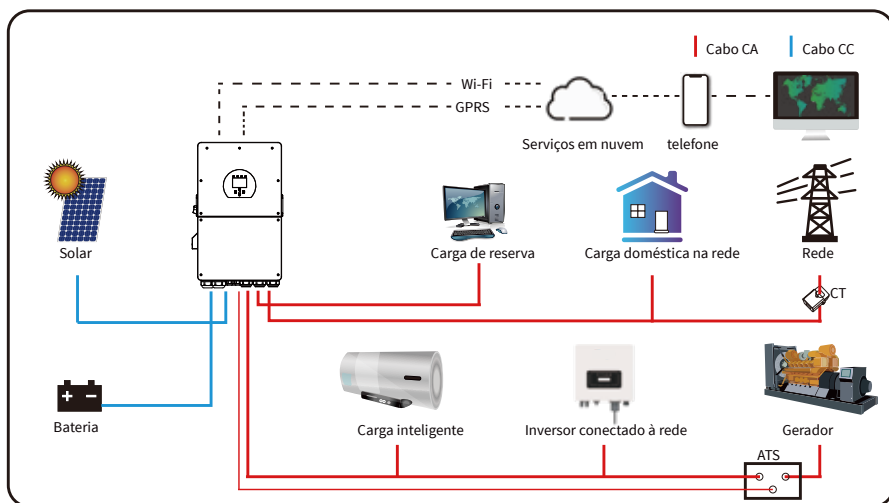 Cabo CA
Cabo CC
Wi-Fi
GPRS
Serviços em nuvem
telefone
Solar
Carga de reserva
Carga doméstica na rede
Rede
CT
Bateria
Carga inteligente
Inversor conectado à rede
Gerador
ATS